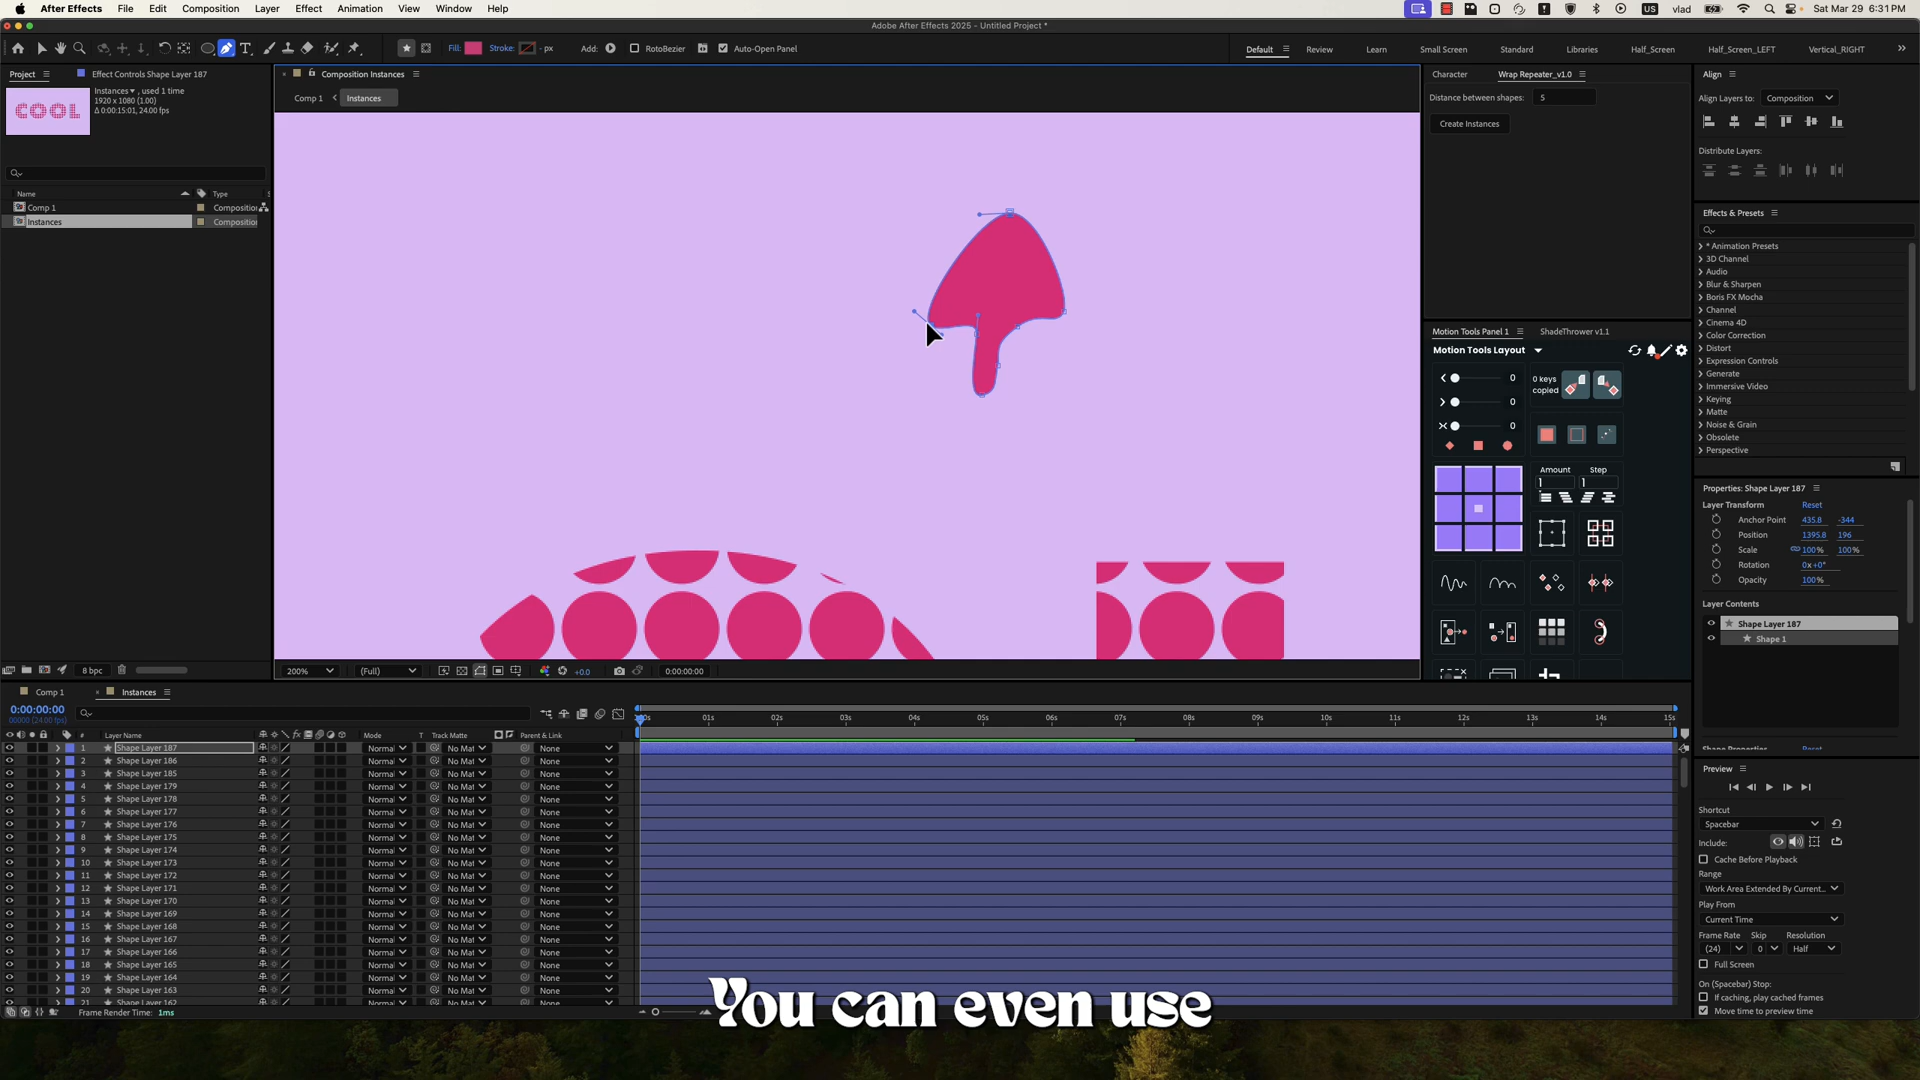 After Effects File Edit Composition Layer Effect Animation View Window Help
US vlad Sat Mar 29 6:31PM
Adobe After Effects 2025 - Untitled Project *
Fill: Stroke: - px Add: RotoBezier Auto-Open Panel
Default Review Learn Small Screen Standard Libraries Half_Screen Half_Screen_LEFT Vertical_RIGHT
Project Effect Controls Shape Layer 187
Instances , used 1 time
1920 x 1080 (1.00)
Δ 0:00:15:01, 24.00 fps
COOL
Name Type
Comp 1 Composition
Instances Composition
8 bpc
Composition Instances
Comp 1 Instances
200% (Full) +0.0 0:00:00:00
Character Wrap Repeater_v1.0
Distance between shapes: 5
Create Instances
Motion Tools Panel 1 ShadeThrower v1.1
Motion Tools Layout
0 0 keys copied
0
0
Amount Step
1 1
Align
Align Layers to: Composition
Distribute Layers:
Effects & Presets
* Animation Presets
3D Channel
Audio
Blur & Sharpen
Boris FX Mocha
Channel
Cinema 4D
Color Correction
Distort
Expression Controls
Generate
Immersive Video
Keying
Matte
Noise & Grain
Obsolete
Perspective
Properties: Shape Layer 187
Layer Transform Reset
Anchor Point 435.8 -344
Position 1395.8 196
Scale 100% 100%
Rotation 0x+0°
Opacity 100%
Layer Contents
Shape Layer 187
Shape 1
Shape Properties Reset
Preview
Shortcut
Spacebar
Include:
Cache Before Playback
Range
Work Area Extended By Current...
Play From
Current Time
Frame Rate Skip Resolution
(24) 0 Half
Full Screen
On (Spacebar) Stop:
If caching, play cached frames
Move time to preview time
Comp 1 Instances
0:00:00:00
00000 (24.00 fps)
# Layer Name Mode T Track Matte Parent & Link
:00s 01s 02s 03s 04s 05s 06s 07s 08s 09s 10s 11s 12s 13s 14s 15s
1 Shape Layer 187 Normal No Mat None
2 Shape Layer 186 Normal No Mat None
3 Shape Layer 185 Normal No Mat None
4 Shape Layer 179 Normal No Mat None
5 Shape Layer 178 Normal No Mat None
6 Shape Layer 177 Normal No Mat None
7 Shape Layer 176 Normal No Mat None
8 Shape Layer 175 Normal No Mat None
9 Shape Layer 174 Normal No Mat None
10 Shape Layer 173 Normal No Mat None
11 Shape Layer 172 Normal No Mat None
12 Shape Layer 171 Normal No Mat None
13 Shape Layer 170 Normal No Mat None
14 Shape Layer 169 Normal No Mat None
15 Shape Layer 168 Normal No Mat None
16 Shape Layer 167 Normal No Mat None
17 Shape Layer 166 Normal No Mat None
18 Shape Layer 165 Normal No Mat None
19 Shape Layer 164 Normal No Mat None
20 Shape Layer 163 Normal No Mat None
21 Shape Layer 162 Normal No Mat None
Frame Render Time: 1ms
You can even use